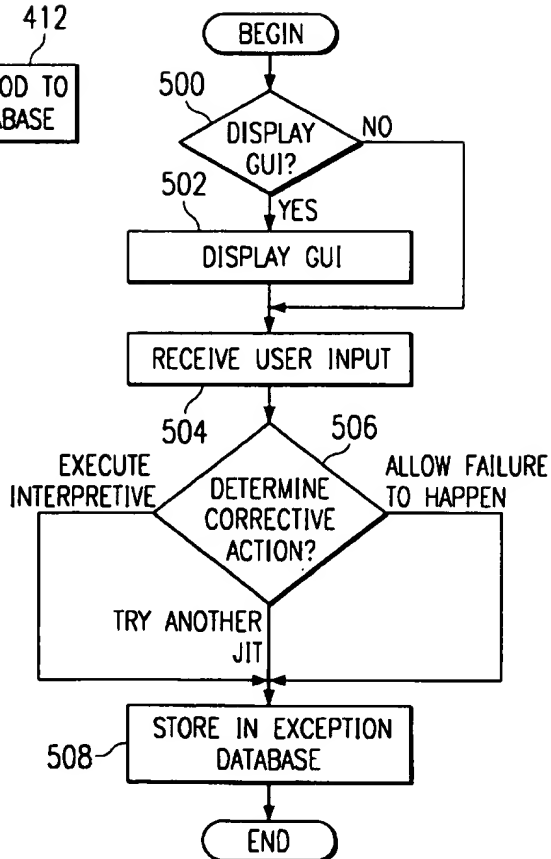 412
OD TO
ABASE
BEGIN
500
DISPLAY
GUI?
NO
502
YES
DISPLAY GUI
RECEIVE USER INPUT
504
506
EXECUTE
INTERPRETIVE
DETERMINE
CORRECTIVE
ACTION?
ALLOW FAILURE
TO HAPPEN
TRY ANOTHER
JIT
STORE IN EXCEPTION
DATABASE
508
END